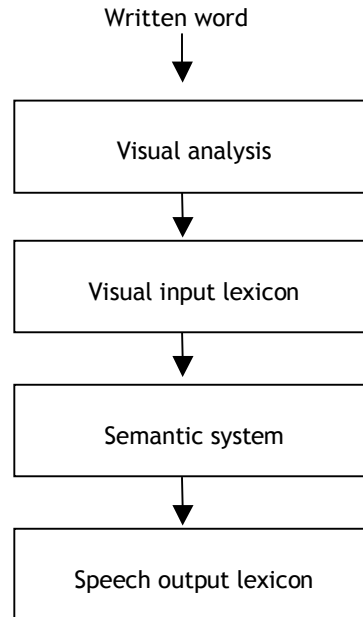 Written word
Visual analysis
Visual input lexicon
Semantic system
Speech output lexicon